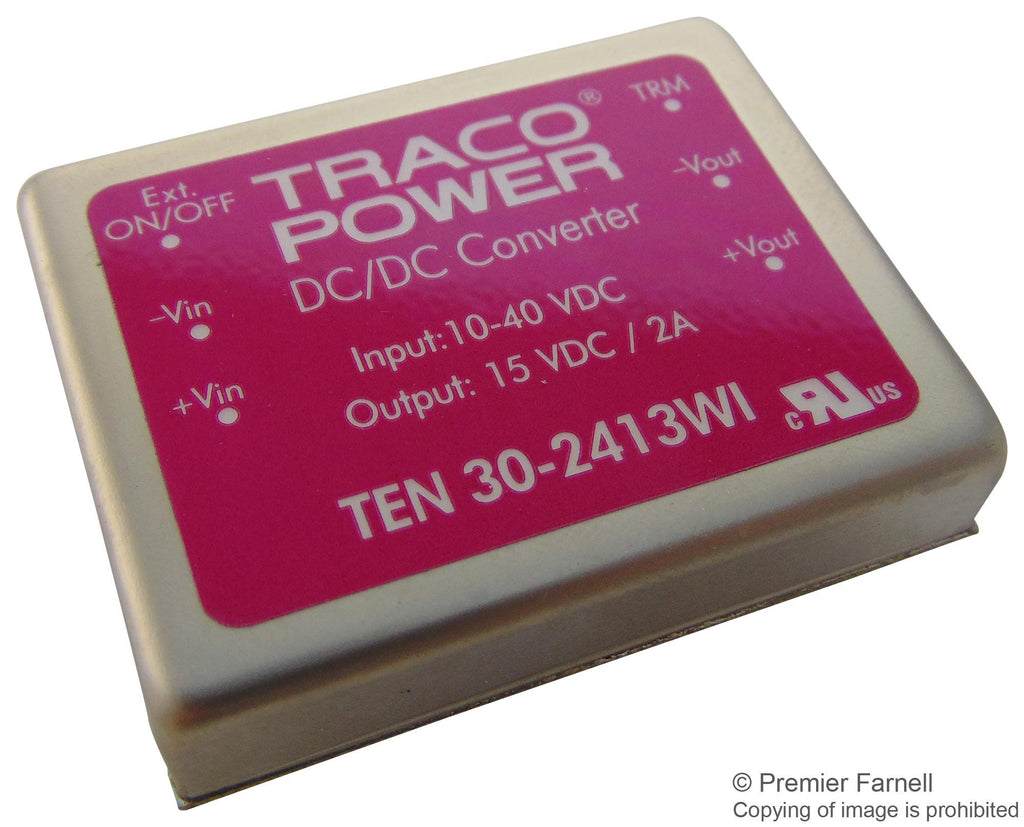 TRACO®
POWER
DC/DC Converter
Input:10-40 VDC
Output: 15 VDC / 2A
TEN 30-2413WI
Ext.
ON/OFF
-Vin
+Vin
TRM
-Vout
+Vout
c RU US
© Premier Farnell
Copying of image is prohibited